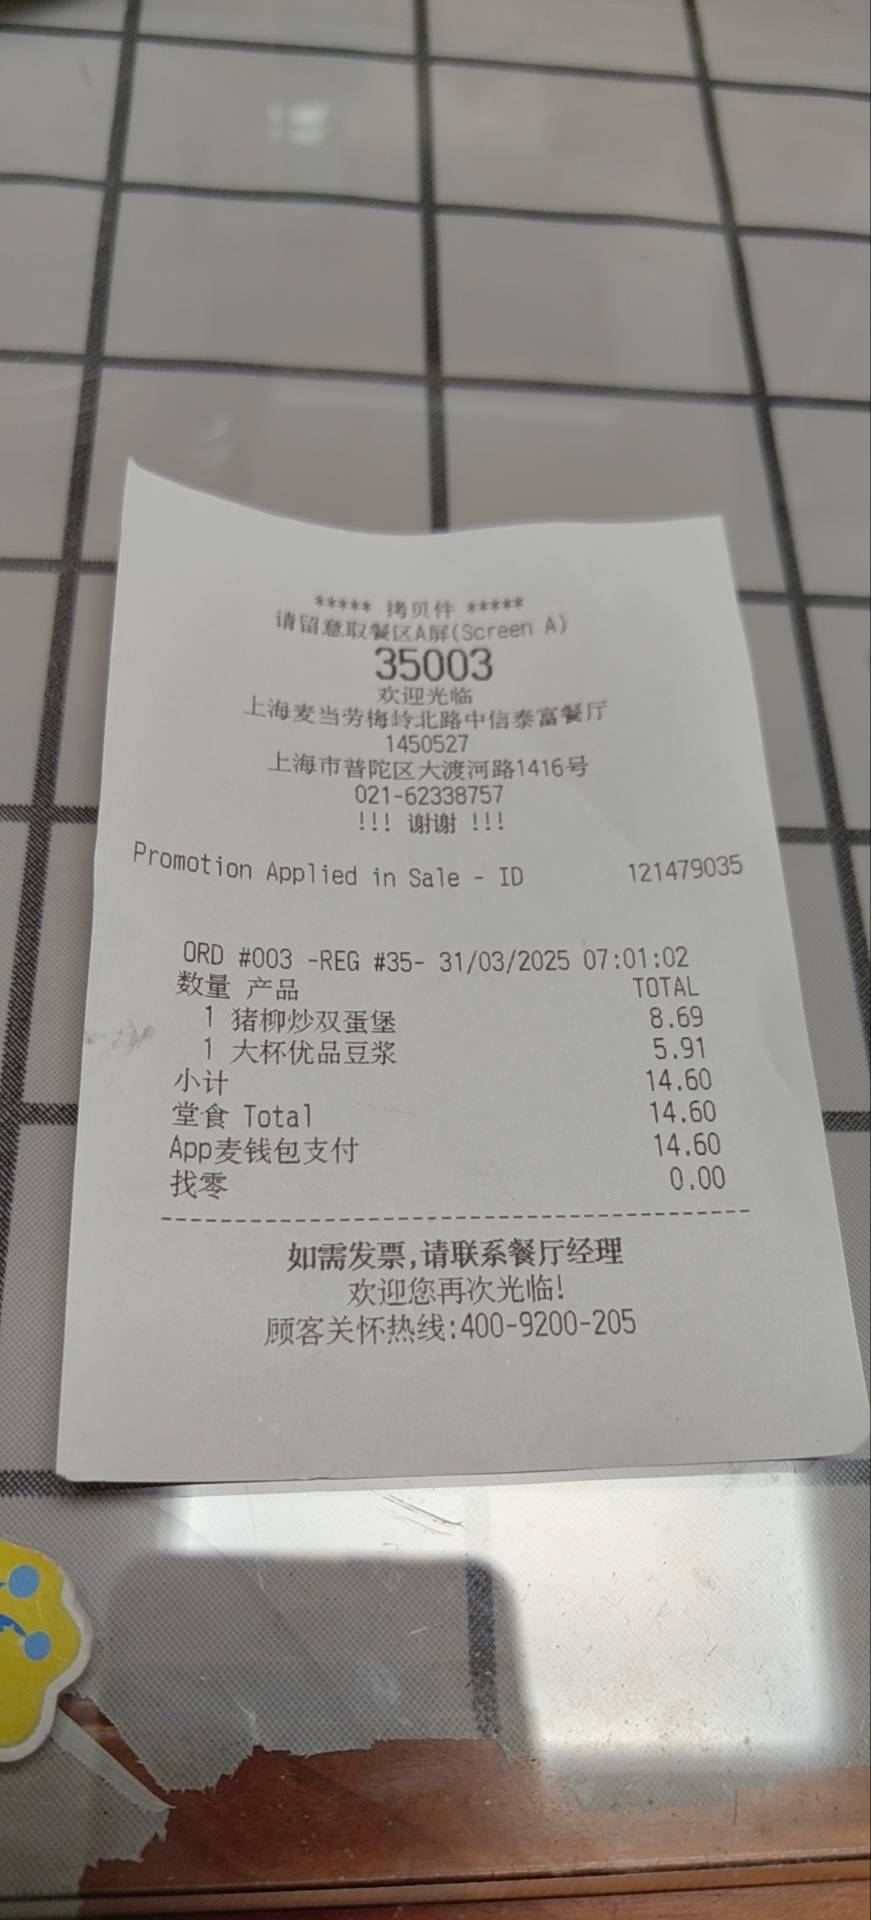 ***** 拷贝件 *****
请留意取餐区A屏(Screen A)
35003
欢迎光临
上海麦当劳梅岭北路中信泰富餐厅
1450527
上海市普陀区大渡河路1416号
021-62338757
!!! 谢谢 !!!
Promotion Applied in Sale - ID 121479035
ORD #003 -REG #35- 31/03/2025 07:01:02
数量 产品 TOTAL
1 猪柳炒双蛋堡 8.69
1 大杯优品豆浆 5.91
小计 14.60
堂食 Total 14.60
App麦钱包支付 14.60
找零 0.00
如需发票,请联系餐厅经理
欢迎您再次光临!
顾客关怀热线:400-9200-205